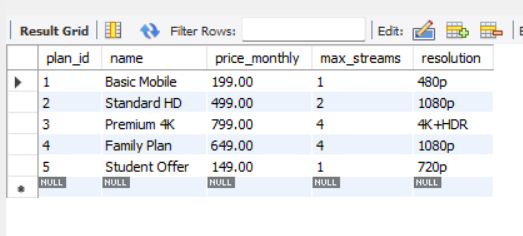 Result Grid Filter Rows: Edit:
plan_id name price_monthly max_streams resolution
1 Basic Mobile 199.00 1 480p
2 Standard HD 499.00 2 1080p
3 Premium 4K 799.00 4 4K+HDR
4 Family Plan 649.00 4 1080p
5 Student Offer 149.00 1 720p
NULL NULL NULL NULL NULL